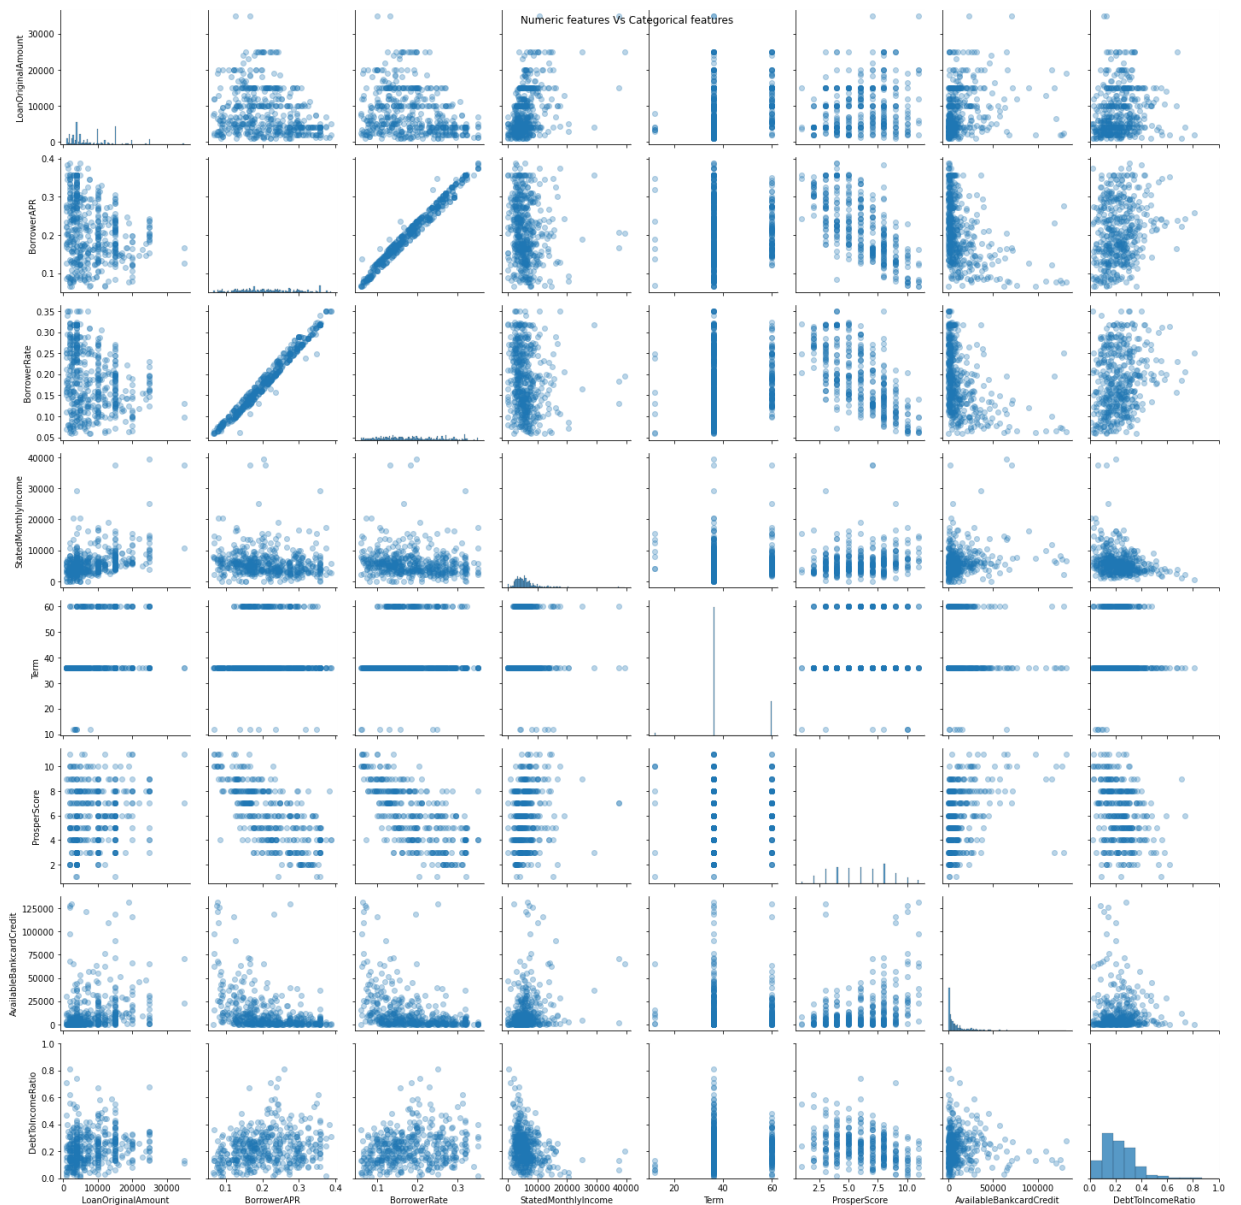 Numeric features Vs Categorical features
LoanOriginalAmount
30000
20000
10000
0
BorrowerAPR
0.4
0.3
0.2
0.1
BorrowerRate
0.35
0.30
0.25
0.20
0.15
0.10
0.05
StatedMonthlyIncome
40000
30000
20000
10000
0
Term
60
50
40
30
20
10
ProsperScore
10
8
6
4
2
AvailableBankcardCredit
125000
100000
75000
50000
25000
0
DebtToIncomeRatio
1.0
0.8
0.6
0.4
0.2
0.0
0 10000 20000 30000
0.1 0.2 0.3 0.4
0.1 0.2 0.3
0 10000 20000 30000 40000
20 40 60
2.5 5.0 7.5 10.0
0 50000 100000
0.0 0.2 0.4 0.6 0.8 1.0
LoanOriginalAmount
BorrowerAPR
BorrowerRate
StatedMonthlyIncome
Term
ProsperScore
AvailableBankcardCredit
DebtToIncomeRatio